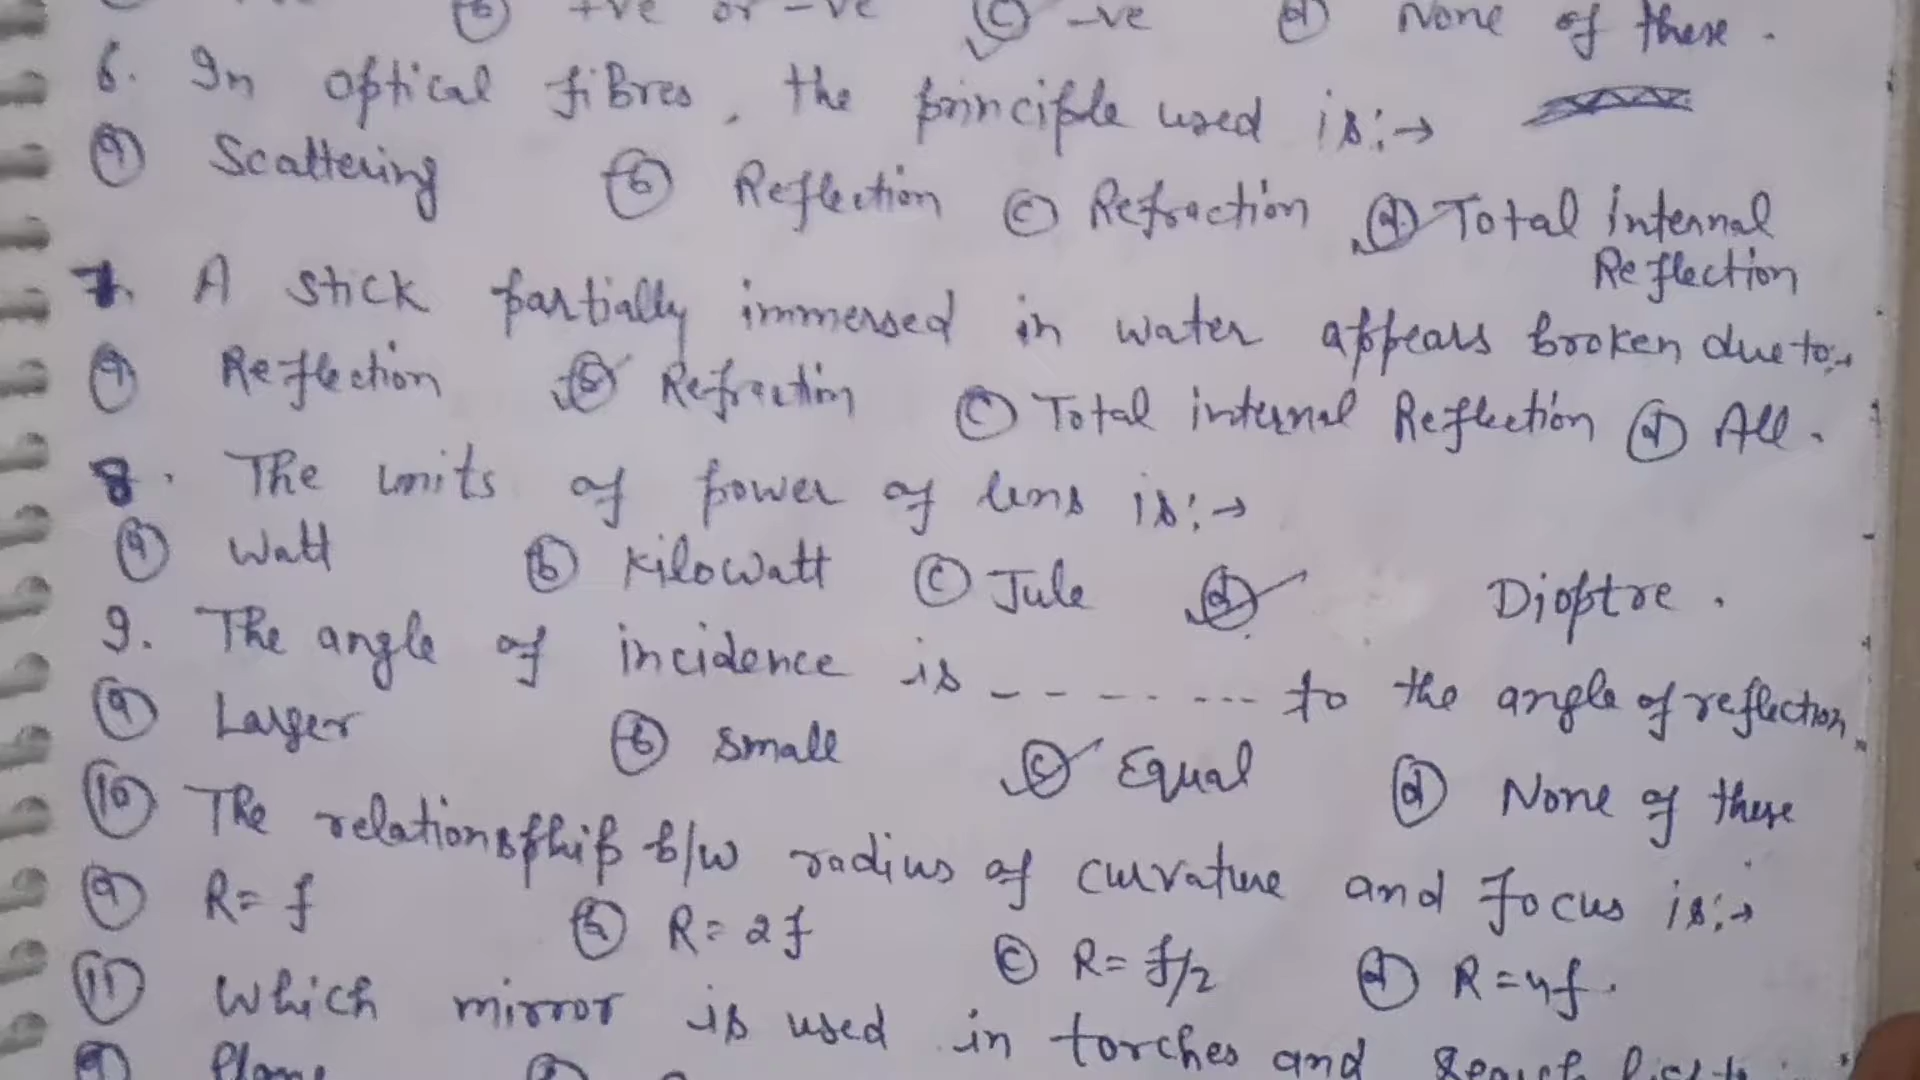 (b) +ve or -ve (c) -ve (d) None of these.
6. In optical fibres, the principle used is:→
(a) Scattering (b) Reflection (c) Refraction (d) Total internal Reflection
7. A stick partially immersed in water appears broken due to:→
(a) Reflection (b) Refraction (c) Total internal Reflection (d) All.
8. The units of power of lens is:→
(a) Watt (b) Kilowatt (c) Jule (d) Dioptre.
9. The angle of incidence is ------- to the angle of reflection
(a) Larger (b) Small (c) Equal (d) None of these
(10) The relationsphip b/w radius of curvature and focus is:→
(a) R= f (b) R= 2f (c) R= f/2 (d) R=4f.
(11) Which mirror is used in torches and search lights
(a) Plane